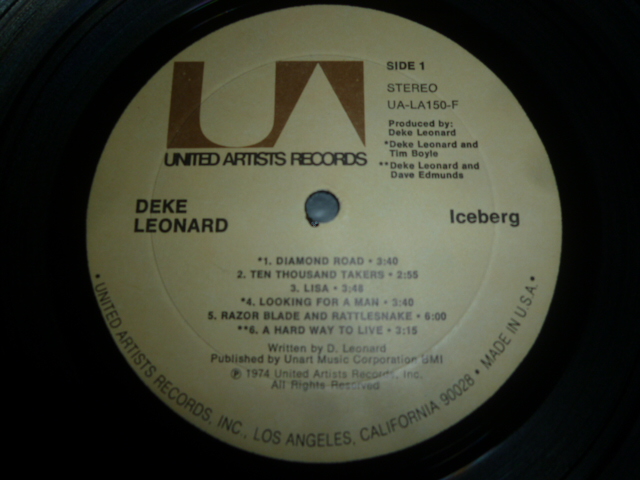 UA
UNITED ARTISTS RECORDS
SIDE 1
STEREO
UA-LA150-F
Produced by:
Deke Leonard
*Deke Leonard and
Tim Boyle
**Deke Leonard and
Dave Edmunds
DEKE
LEONARD
Iceberg
*1. DIAMOND ROAD • 3:40
2. TEN THOUSAND TAKERS • 2:55
3. LISA • 3:48
*4. LOOKING FOR A MAN • 3:40
5. RAZOR BLADE AND RATTLESNAKE • 6:00
**6. A HARD WAY TO LIVE • 3:15
Written by D. Leonard
Published by Unart Music Corporation BMI
℗ 1974 United Artists Records, Inc.
All Rights Reserved
• UNITED ARTISTS RECORDS, INC., LOS ANGELES, CALIFORNIA 90028 • MADE IN U.S.A. •